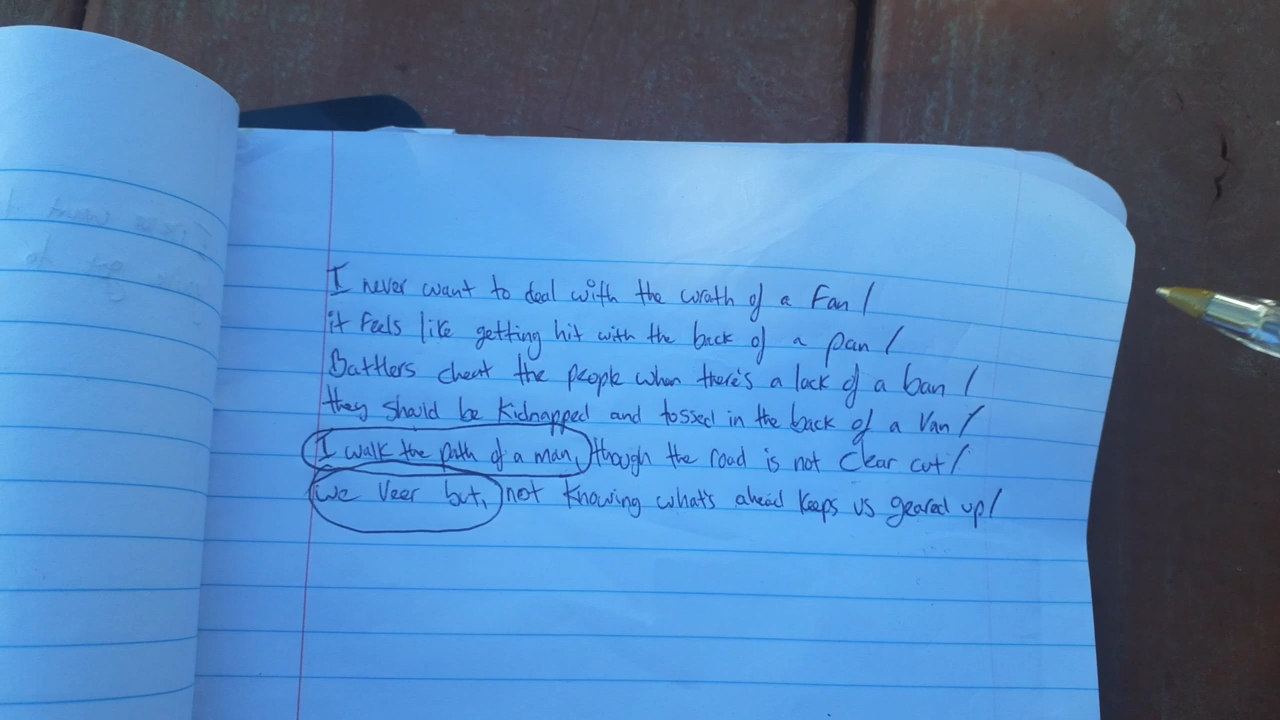 I never want to deal with the wrath of a Fan /
it Feels like getting hit with the back of a pan /
Battlers cheat the people when there's a lack of a ban /
they should be kidnapped and tossed in the back of a Van /
I walk the path of a man, though the road is not clear cut /
we Veer but, not knowing what's ahead keeps us geared up /